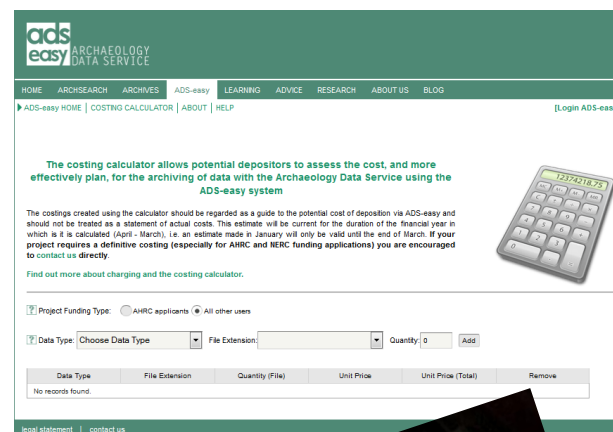 ads
easy ARCHAEOLOGY
DATA SERVICE
HOME ARCHSEARCH ARCHIVES ADS-easy LEARNING ADVICE RESEARCH ABOUT US BLOG
ADS-easy HOME | COSTING CALCULATOR | ABOUT | HELP [Login ADS-eas
The costing calculator allows potential depositors to assess the cost, and more
effectively plan, for the archiving of data with the Archaeology Data Service using the
ADS-easy system
12374218.75
The costings created using the calculator should be regarded as a guide to the potential cost of deposition via ADS-easy and
should not be treated as a statement of actual costs. This estimate will be current for the duration of the financial year in
which is it calculated (April - March), i.e. an estimate made in January will only be valid until the end of March. If your
project requires a definitive costing (especially for AHRC and NERC funding applications) you are encouraged
to contact us directly.
Find out more about charging and the costing calculator.
? Project Funding Type: AHRC applicants All other users
? Data Type: Choose Data Type File Extension: Quantity: 0 Add
Data Type File Extension Quantity (File) Unit Price Unit Price (Total) Remove
No records found.
legal statement | contact us